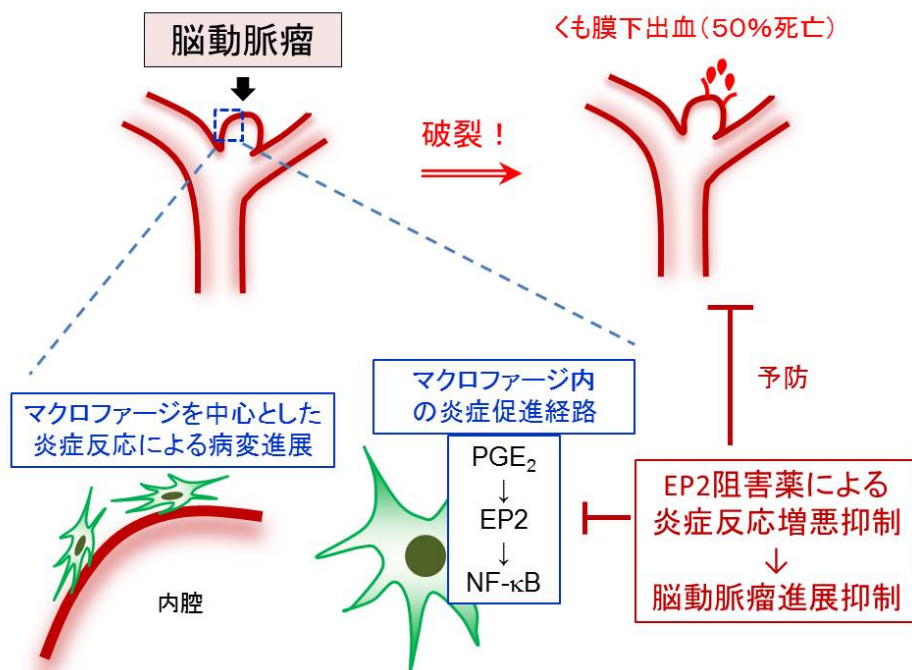 脳動脈瘤
くも膜下出血(50%死亡)
破裂！
マクロファージを中心とした
炎症反応による病変進展
内腔
マクロファージ内
の炎症促進経路
PGE₂
↓
EP2
↓
NF-κB
予防
EP2阻害薬による
炎症反応増悪抑制
↓
脳動脈瘤進展抑制